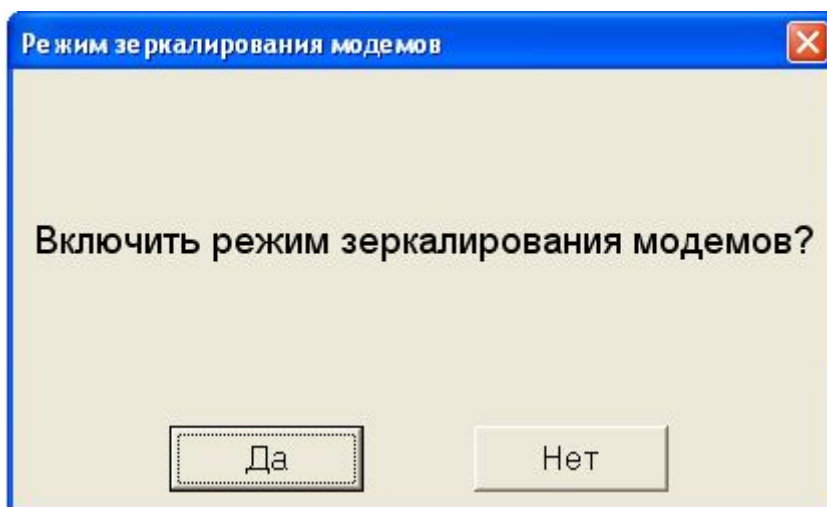 Режим зеркалирования модемов
Включить режим зеркалирования модемов?
Да
Нет